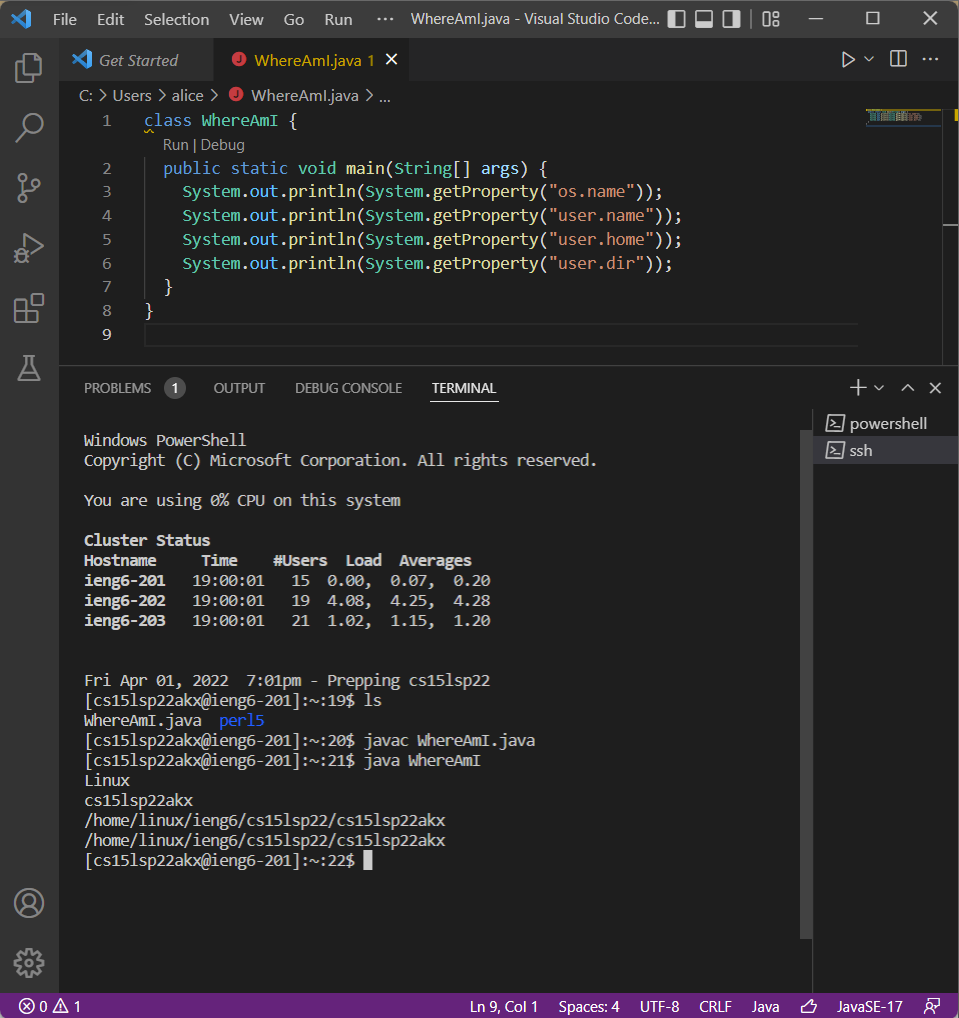 File Edit Selection View Go Run ··· WhereAmI.java - Visual Studio Code...
Get Started WhereAmI.java 1
C: > Users > alice > WhereAmI.java > ...
1 class WhereAmI {
Run | Debug
2 public static void main(String[] args) {
3 System.out.println(System.getProperty("os.name"));
4 System.out.println(System.getProperty("user.name"));
5 System.out.println(System.getProperty("user.home"));
6 System.out.println(System.getProperty("user.dir"));
7 }
8 }
9
PROBLEMS 1 OUTPUT DEBUG CONSOLE TERMINAL
powershell
ssh
Windows PowerShell
Copyright (C) Microsoft Corporation. All rights reserved.
You are using 0% CPU on this system
Cluster Status
Hostname Time #Users Load Averages
ieng6-201 19:00:01 15 0.00, 0.07, 0.20
ieng6-202 19:00:01 19 4.08, 4.25, 4.28
ieng6-203 19:00:01 21 1.02, 1.15, 1.20
Fri Apr 01, 2022 7:01pm - Prepping cs15lsp22
[cs15lsp22akx@ieng6-201]:~:19$ ls
WhereAmI.java perl5
[cs15lsp22akx@ieng6-201]:~:20$ javac WhereAmI.java
[cs15lsp22akx@ieng6-201]:~:21$ java WhereAmI
Linux
cs15lsp22akx
/home/linux/ieng6/cs15lsp22/cs15lsp22akx
/home/linux/ieng6/cs15lsp22/cs15lsp22akx
[cs15lsp22akx@ieng6-201]:~:22$
0 1 Ln 9, Col 1 Spaces: 4 UTF-8 CRLF Java JavaSE-17